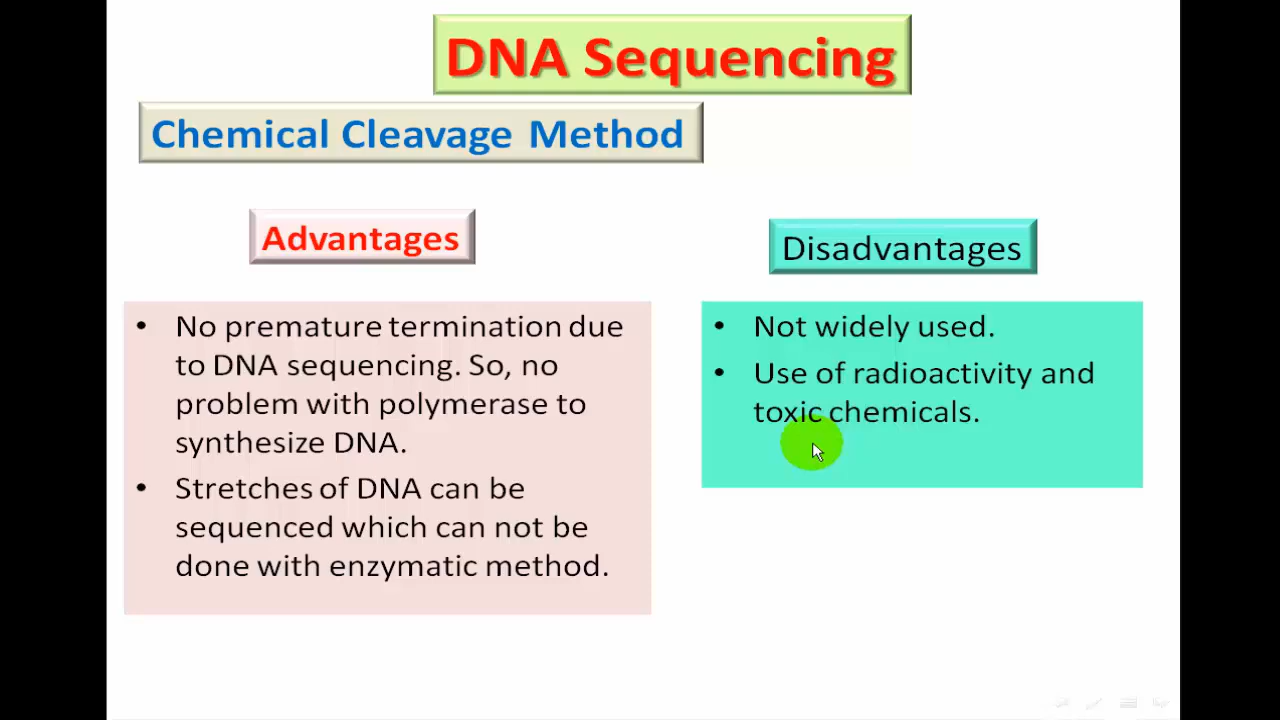 DNA Sequencing
Chemical Cleavage Method
Advantages
• No premature termination due
to DNA sequencing. So, no
problem with polymerase to
synthesize DNA.
• Stretches of DNA can be
sequenced which can not be
done with enzymatic method.
Disadvantages
• Not widely used.
• Use of radioactivity and
toxic chemicals.